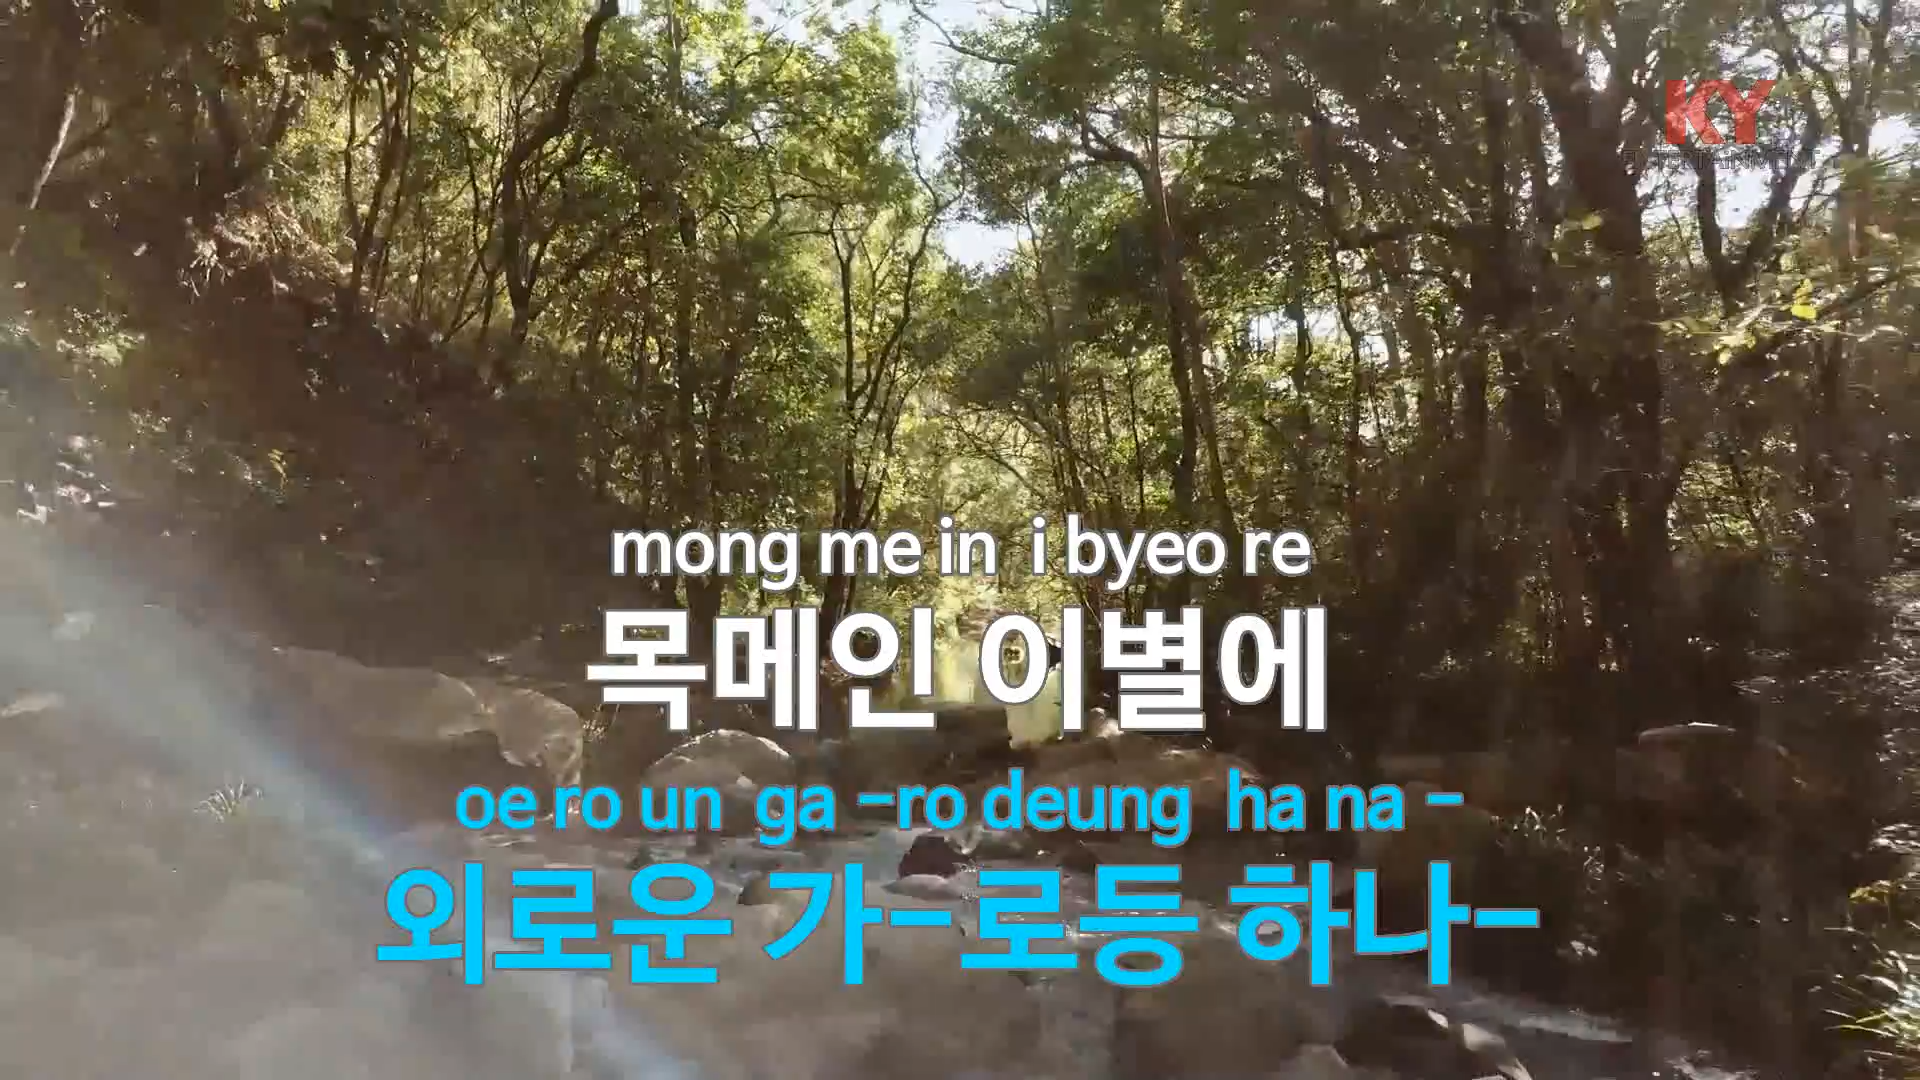 KY
ENTERTAINMENT
mong me in i byeo re
목메인 이별에
oe ro un ga -ro deung ha na -
외로운 가-로등 하나-